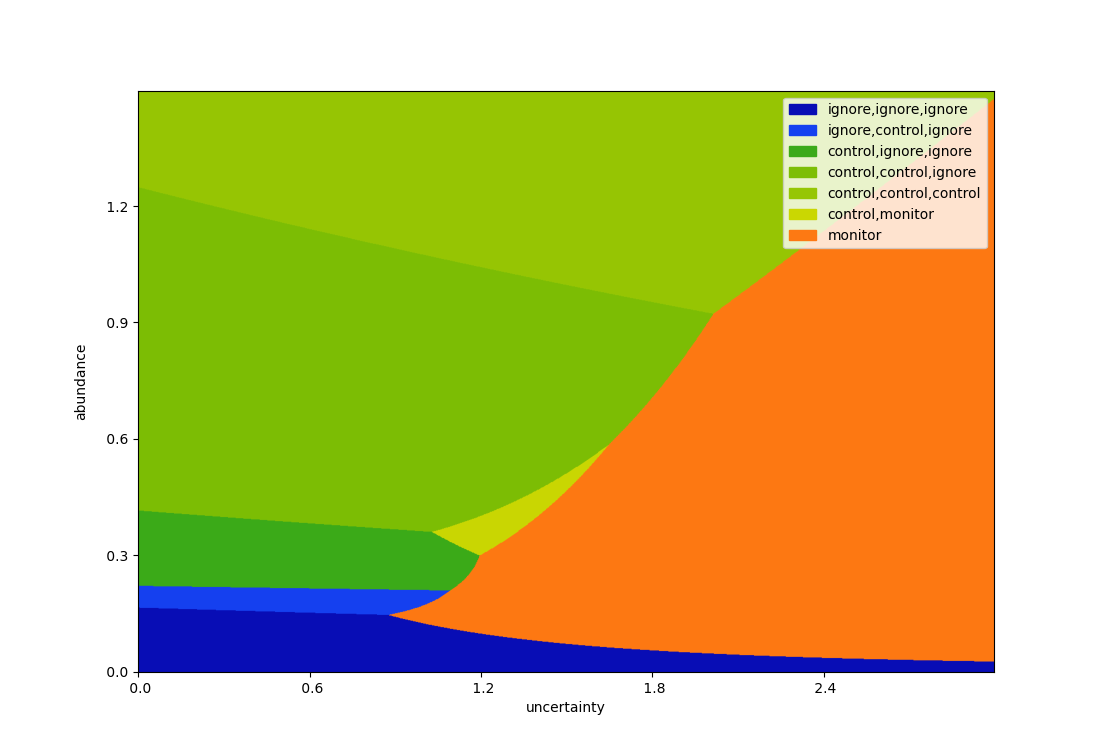 ignore,ignore,ignore
ignore,control,ignore
control,ignore,ignore
control,control,ignore
control,control,control
control,monitor
monitor
1.2
0.9
0.6
0.3
0.0
abundance
0.0 0.6 1.2 1.8 2.4
uncertainty